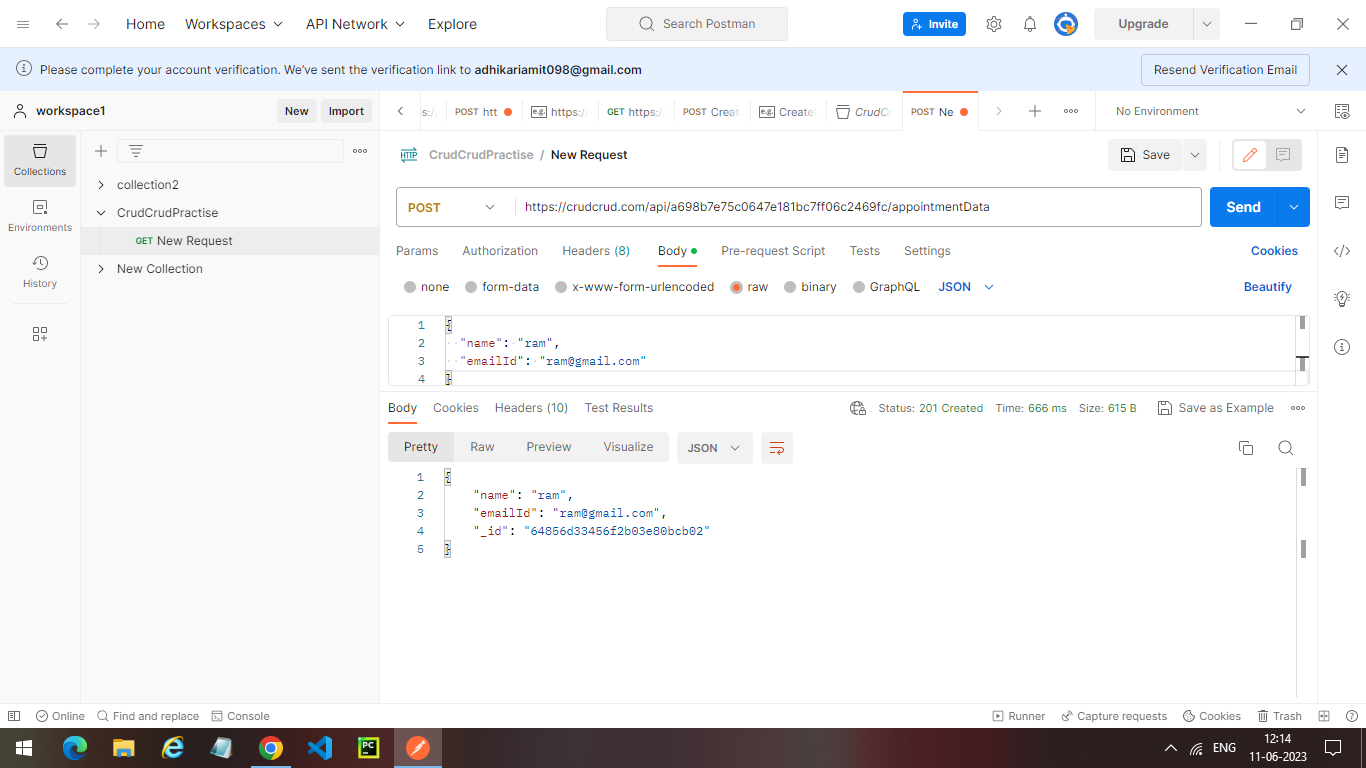 Home Workspaces API Network Explore Search Postman Invite Upgrade
Please complete your account verification. We've sent the verification link to adhikariamit098@gmail.com Resend Verification Email
workspace1 New Import
POST htt e.g. https:/ GET https: POST Creat e.g. Create CrudCr POST Ne No Environment
Collections
Environments
History
collection2
CrudCrudPractise
GET New Request
New Collection
HTTP CrudCrudPractise / New Request Save
POST https://crudcrud.com/api/a698b7e75c0647e181bc7ff06c2469fc/appointmentData Send
Params Authorization Headers (8) Body Pre-request Script Tests Settings Cookies
none form-data x-www-form-urlencoded raw binary GraphQL JSON Beautify
1 {
2 "name": "ram",
3 "emailId": "ram@gmail.com"
4 }
Body Cookies Headers (10) Test Results Status: 201 Created Time: 666 ms Size: 615 B Save as Example
Pretty Raw Preview Visualize JSON
1 {
2 "name": "ram",
3 "emailId": "ram@gmail.com",
4 "_id": "64856d33456f2b03e80bcb02"
5 }
Online Find and replace Console Runner Capture requests Cookies Trash
PC ENG 12:14
11-06-2023